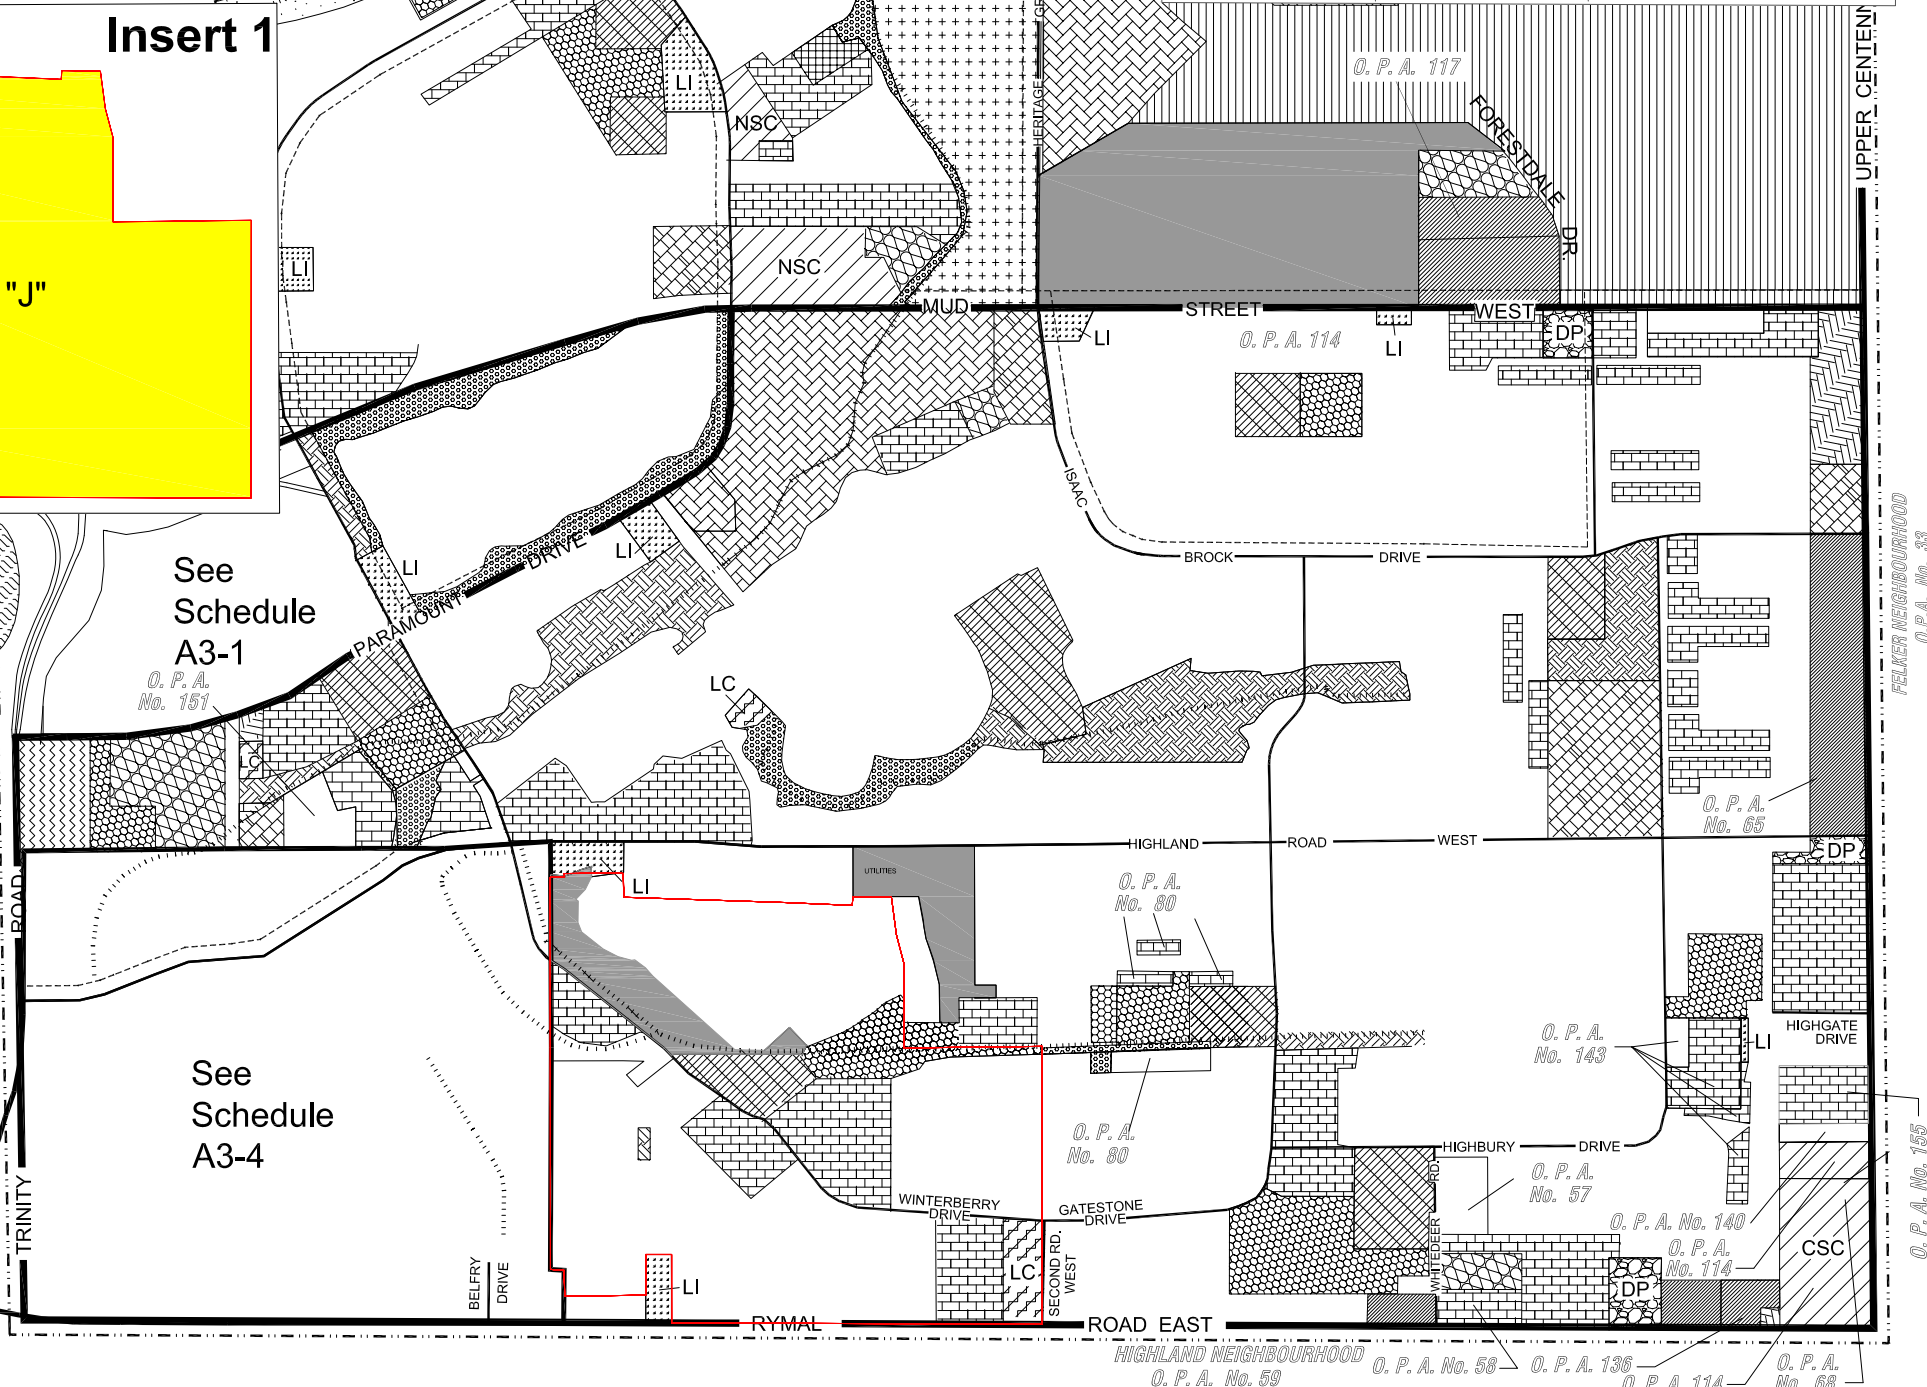 Insert 1
"J"
LI
NSC
HERITAGE
O. P. A. 117
FORESTDALE
DR.
UPPER CENTENN
LI
NSC
MUD
STREET
WEST
LI
O. P. A. 114
LI
DP
ISAAC
BROCK
DRIVE
FELKER NEIGHBOURHOOD
O. P. A. No. 33
See
Schedule
A3-1
LI
LI
PARAMOUNT
DRIVE
O. P. A.
No. 151
LC
LC
O. P. A.
No. 65
HIGHLAND
ROAD
WEST
DP
ROAD
LI
UTILITIES
O. P. A.
No. 80
O. P. A.
No. 143
LI
HIGHGATE
DRIVE
See
Schedule
A3-4
O. P. A.
No. 80
HIGHBURY
DRIVE
O. P. A.
No. 57
O. P. A. No. 155
TRINITY
WINTERBERRY
DRIVE
GATESTONE
DRIVE
WHITEDEER
RD.
O. P. A. No. 140
O. P. A.
No. 114
CSC
BELFRY
DRIVE
LI
LC
SECOND RD.
WEST
DP
RYMAL
ROAD EAST
HIGHLAND NEIGHBOURHOOD
O. P. A. No. 59
O. P. A. No. 58
O. P. A. 136
O. P. A. 114
O. P. A.
No. 68